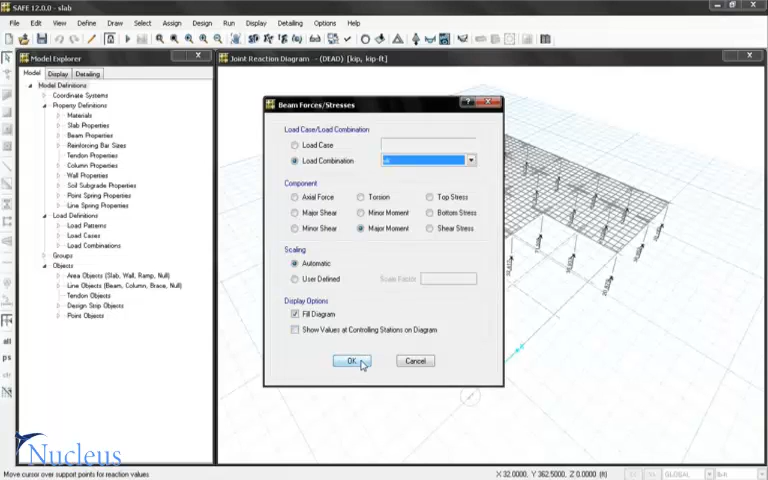 SAFE 12.0.0 - slab
File Edit View Define Draw Select Assign Design Run Display Detailing Options Help
Model Explorer
Joint Reaction Diagram - (DEAD) [kip, kip-ft]
Model Display Detailing
Model Definitions
Coordinate Systems
Property Definitions
Materials
Slab Properties
Beam Properties
Reinforcing Bar Sizes
Tendon Properties
Column Properties
Wall Properties
Soil Subgrade Properties
Point Spring Properties
Line Spring Properties
Load Definitions
Load Patterns
Load Cases
Load Combinations
Groups
Objects
Area Objects (Slab, Wall, Ramp, Null)
Line Objects (Beam, Column, Brace, Null)
Tendon Objects
Design Strip Objects
Point Objects
Beam Forces/Stresses
Load Case/Load Combination
Load Case
Load Combination
Component
Axial Force Torsion Top Stress
Major Shear Minor Moment Bottom Stress
Minor Shear Major Moment Shear Stress
Scaling
Automatic
User Defined Scale Factor
Display Options
Fill Diagram
Show Values at Controlling Stations on Diagram
OK Cancel
all
ps
clr
X
Nucleus
Move cursor over support points for reaction values
X 32.0000, Y 362.5000, Z 0.0000 (ft) GLOBAL